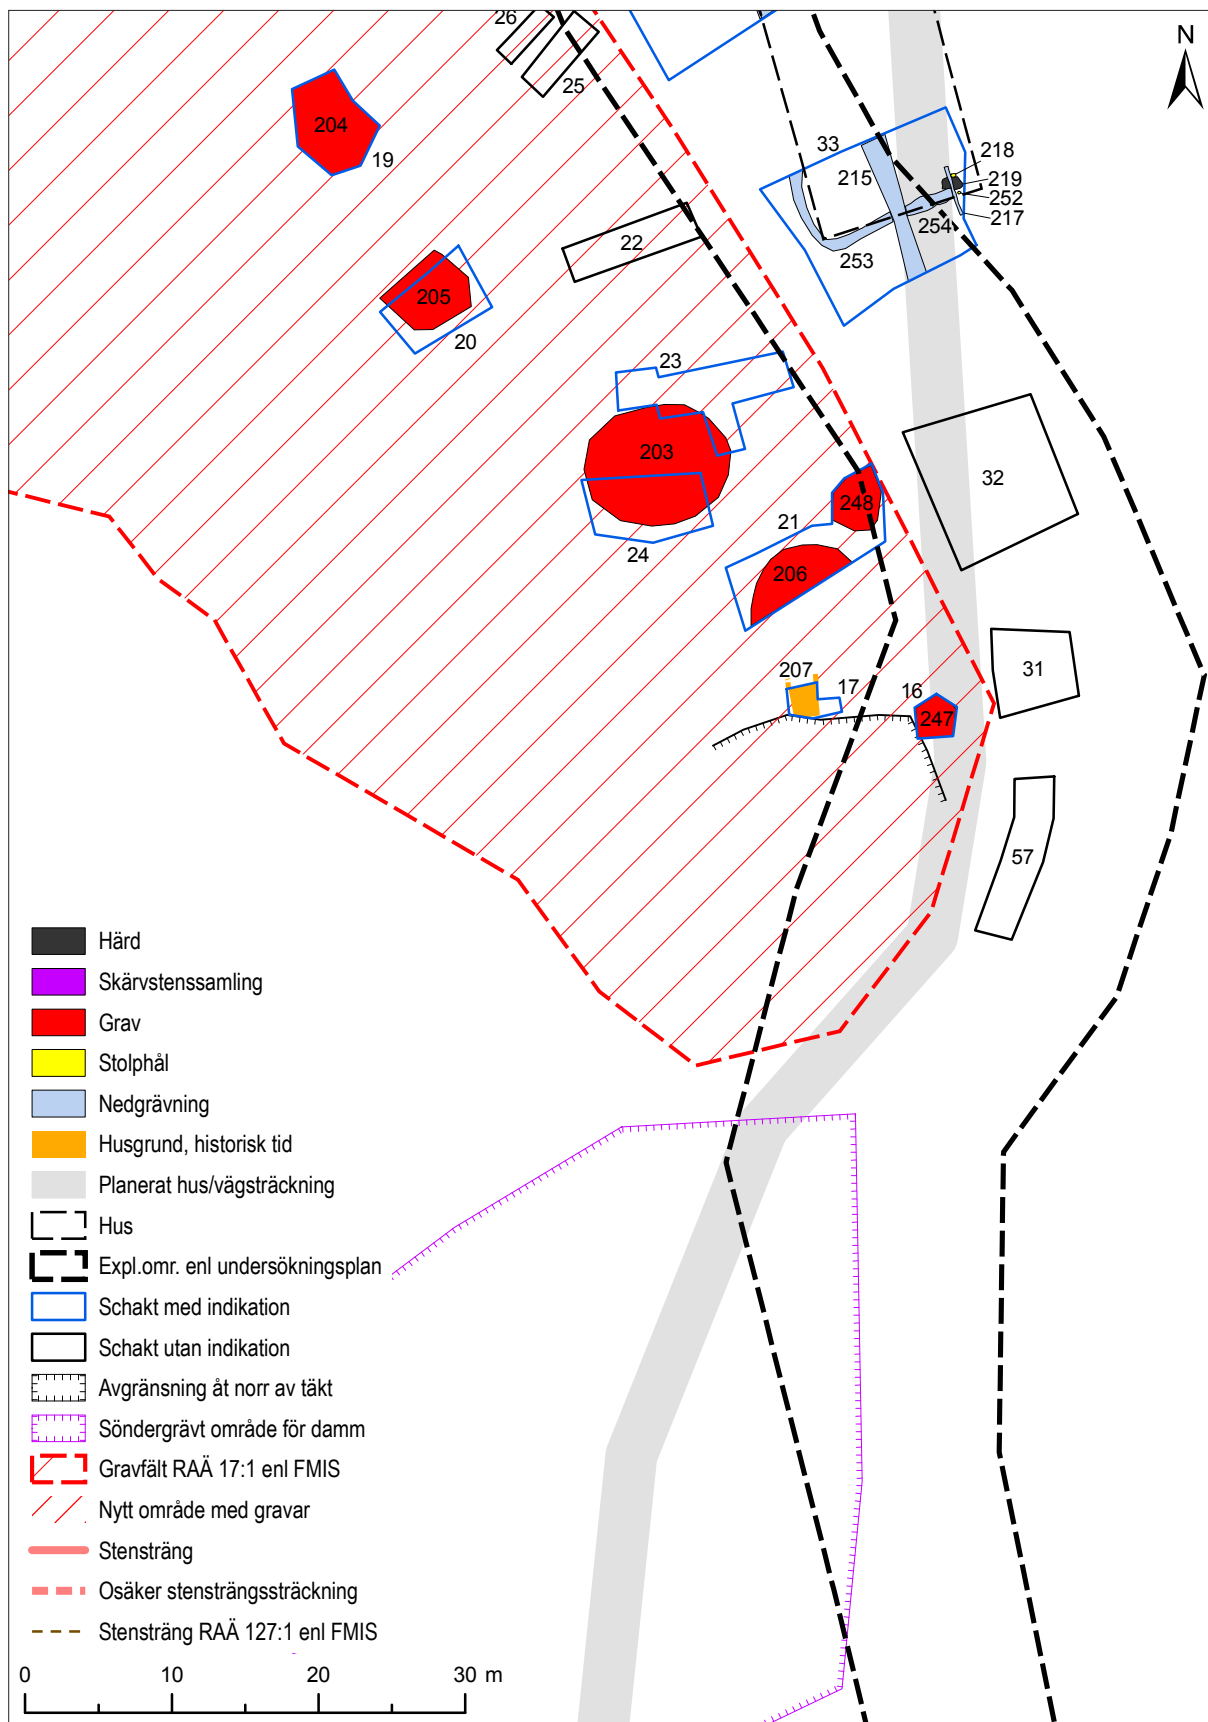 26
25
N
204
19
33
215
218
219
252
217
254
253
22
205
20
23
203
24
248
21
206
32
207
17
16
247
31
57
Härd
Skärvstenssamling
Grav
Stolphål
Nedgrävning
Husgrund, historisk tid
Planerat hus/vägsträckning
Hus
Expl.omr. enl undersökningsplan
Schakt med indikation
Schakt utan indikation
Avgränsning åt norr av täkt
Söndergrävt område för damm
Gravfält RAÄ 17:1 enl FMIS
Nytt område med gravar
Stensträng
Osäker stensträngssträckning
Stensträng RAÄ 127:1 enl FMIS
0 10 20 30 m